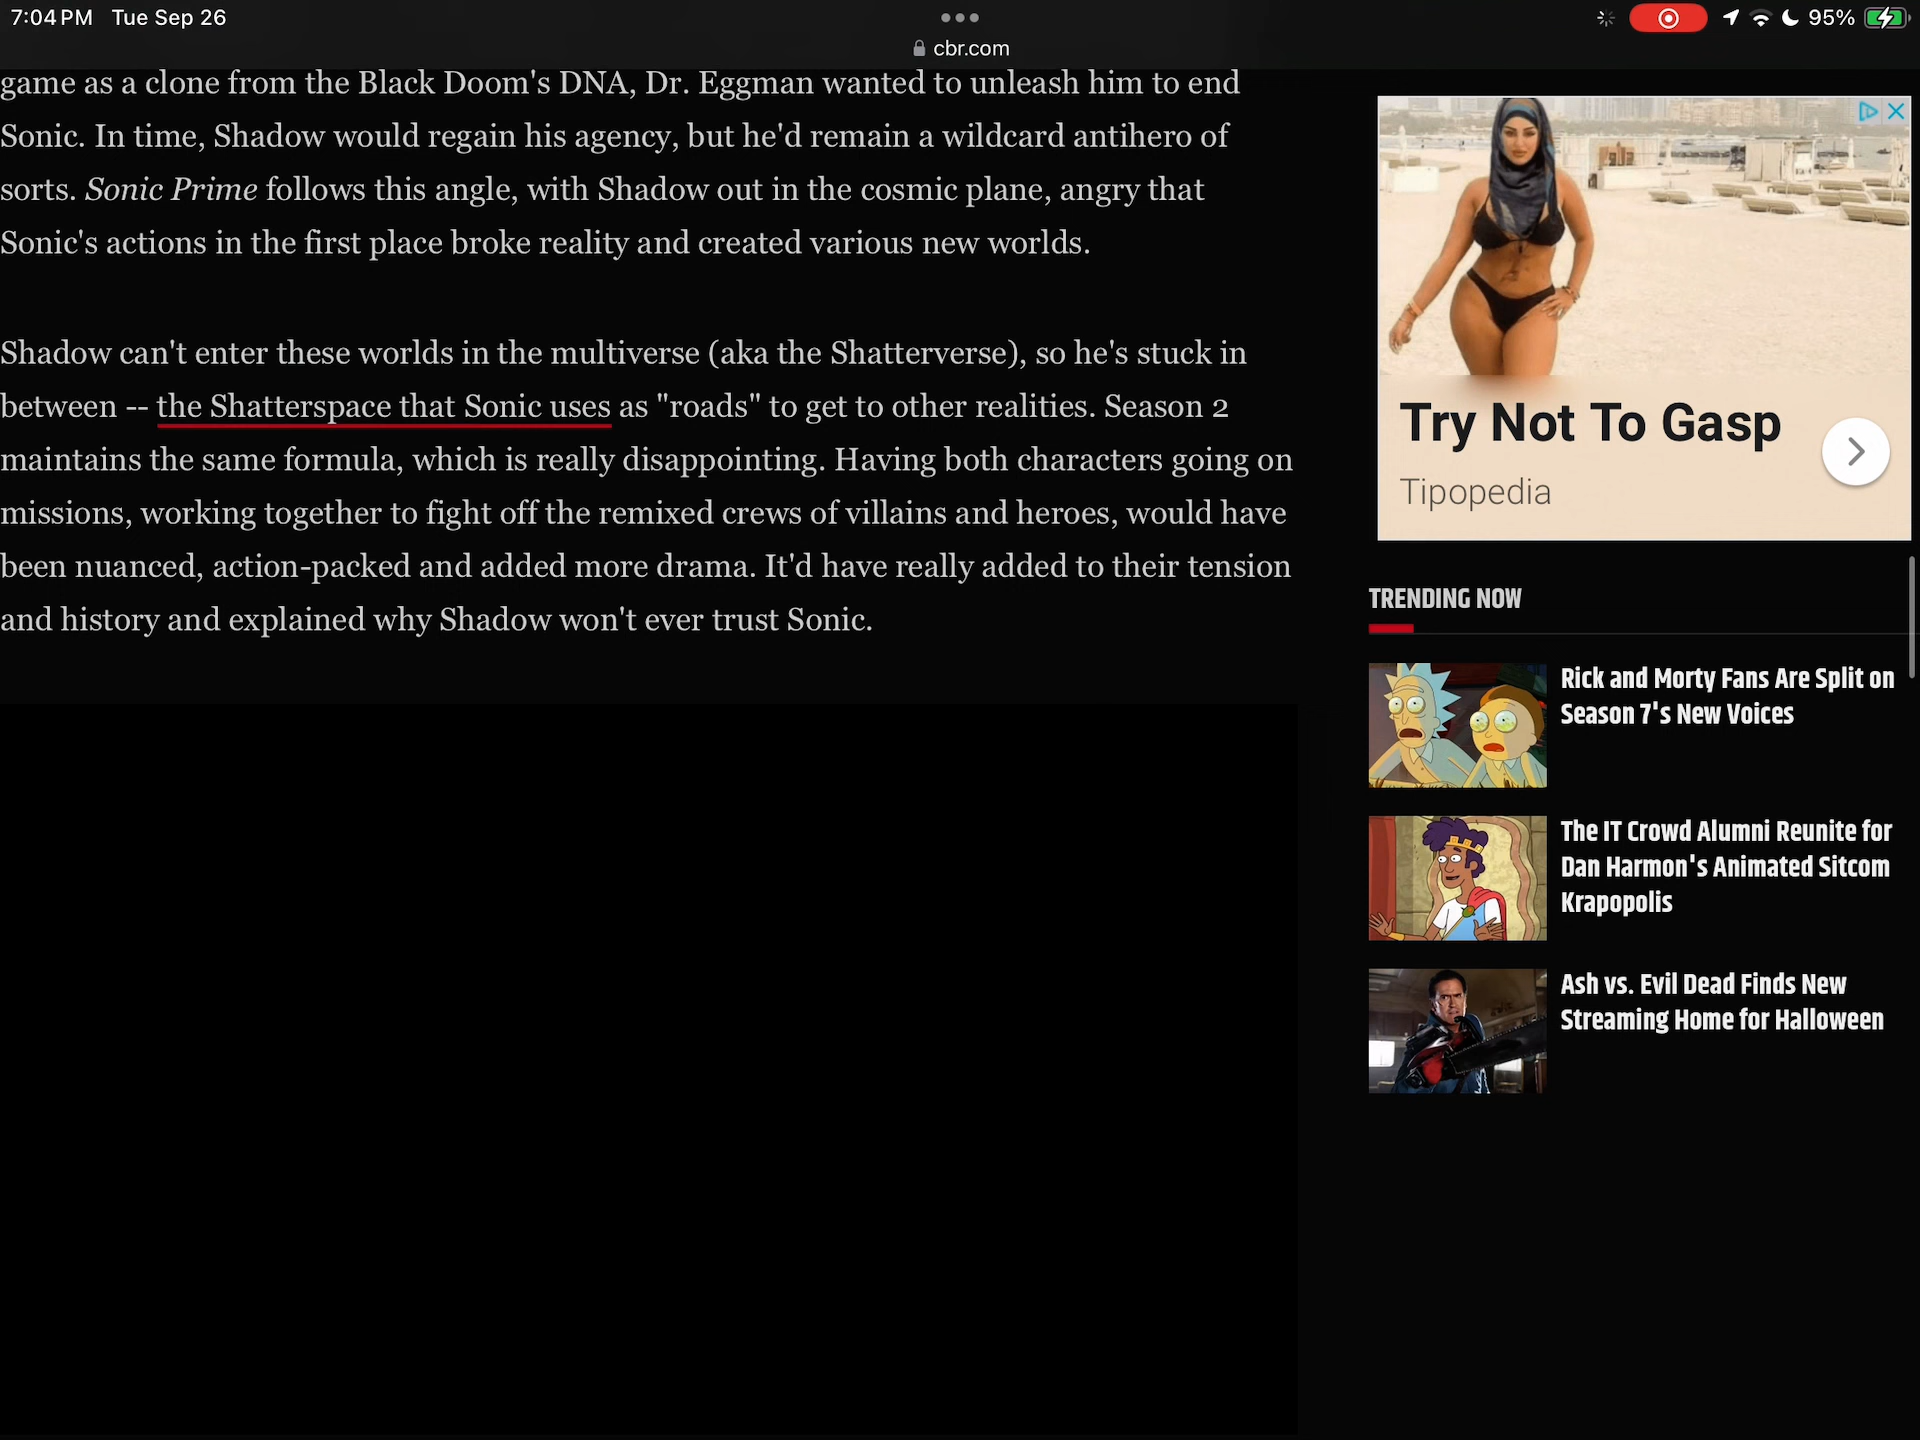 7:04 PM Tue Sep 26
95%
cbr.com
game as a clone from the Black Doom's DNA, Dr. Eggman wanted to unleash him to end
Sonic. In time, Shadow would regain his agency, but he'd remain a wildcard antihero of
sorts. Sonic Prime follows this angle, with Shadow out in the cosmic plane, angry that
Sonic's actions in the first place broke reality and created various new worlds.
Shadow can't enter these worlds in the multiverse (aka the Shatterverse), so he's stuck in
between -- the Shatterspace that Sonic uses as "roads" to get to other realities. Season 2
maintains the same formula, which is really disappointing. Having both characters going on
missions, working together to fight off the remixed crews of villains and heroes, would have
been nuanced, action-packed and added more drama. It'd have really added to their tension
and history and explained why Shadow won't ever trust Sonic.
Try Not To Gasp
Tipopedia
TRENDING NOW
Rick and Morty Fans Are Split on
Season 7's New Voices
The IT Crowd Alumni Reunite for
Dan Harmon's Animated Sitcom
Krapopolis
Ash vs. Evil Dead Finds New
Streaming Home for Halloween